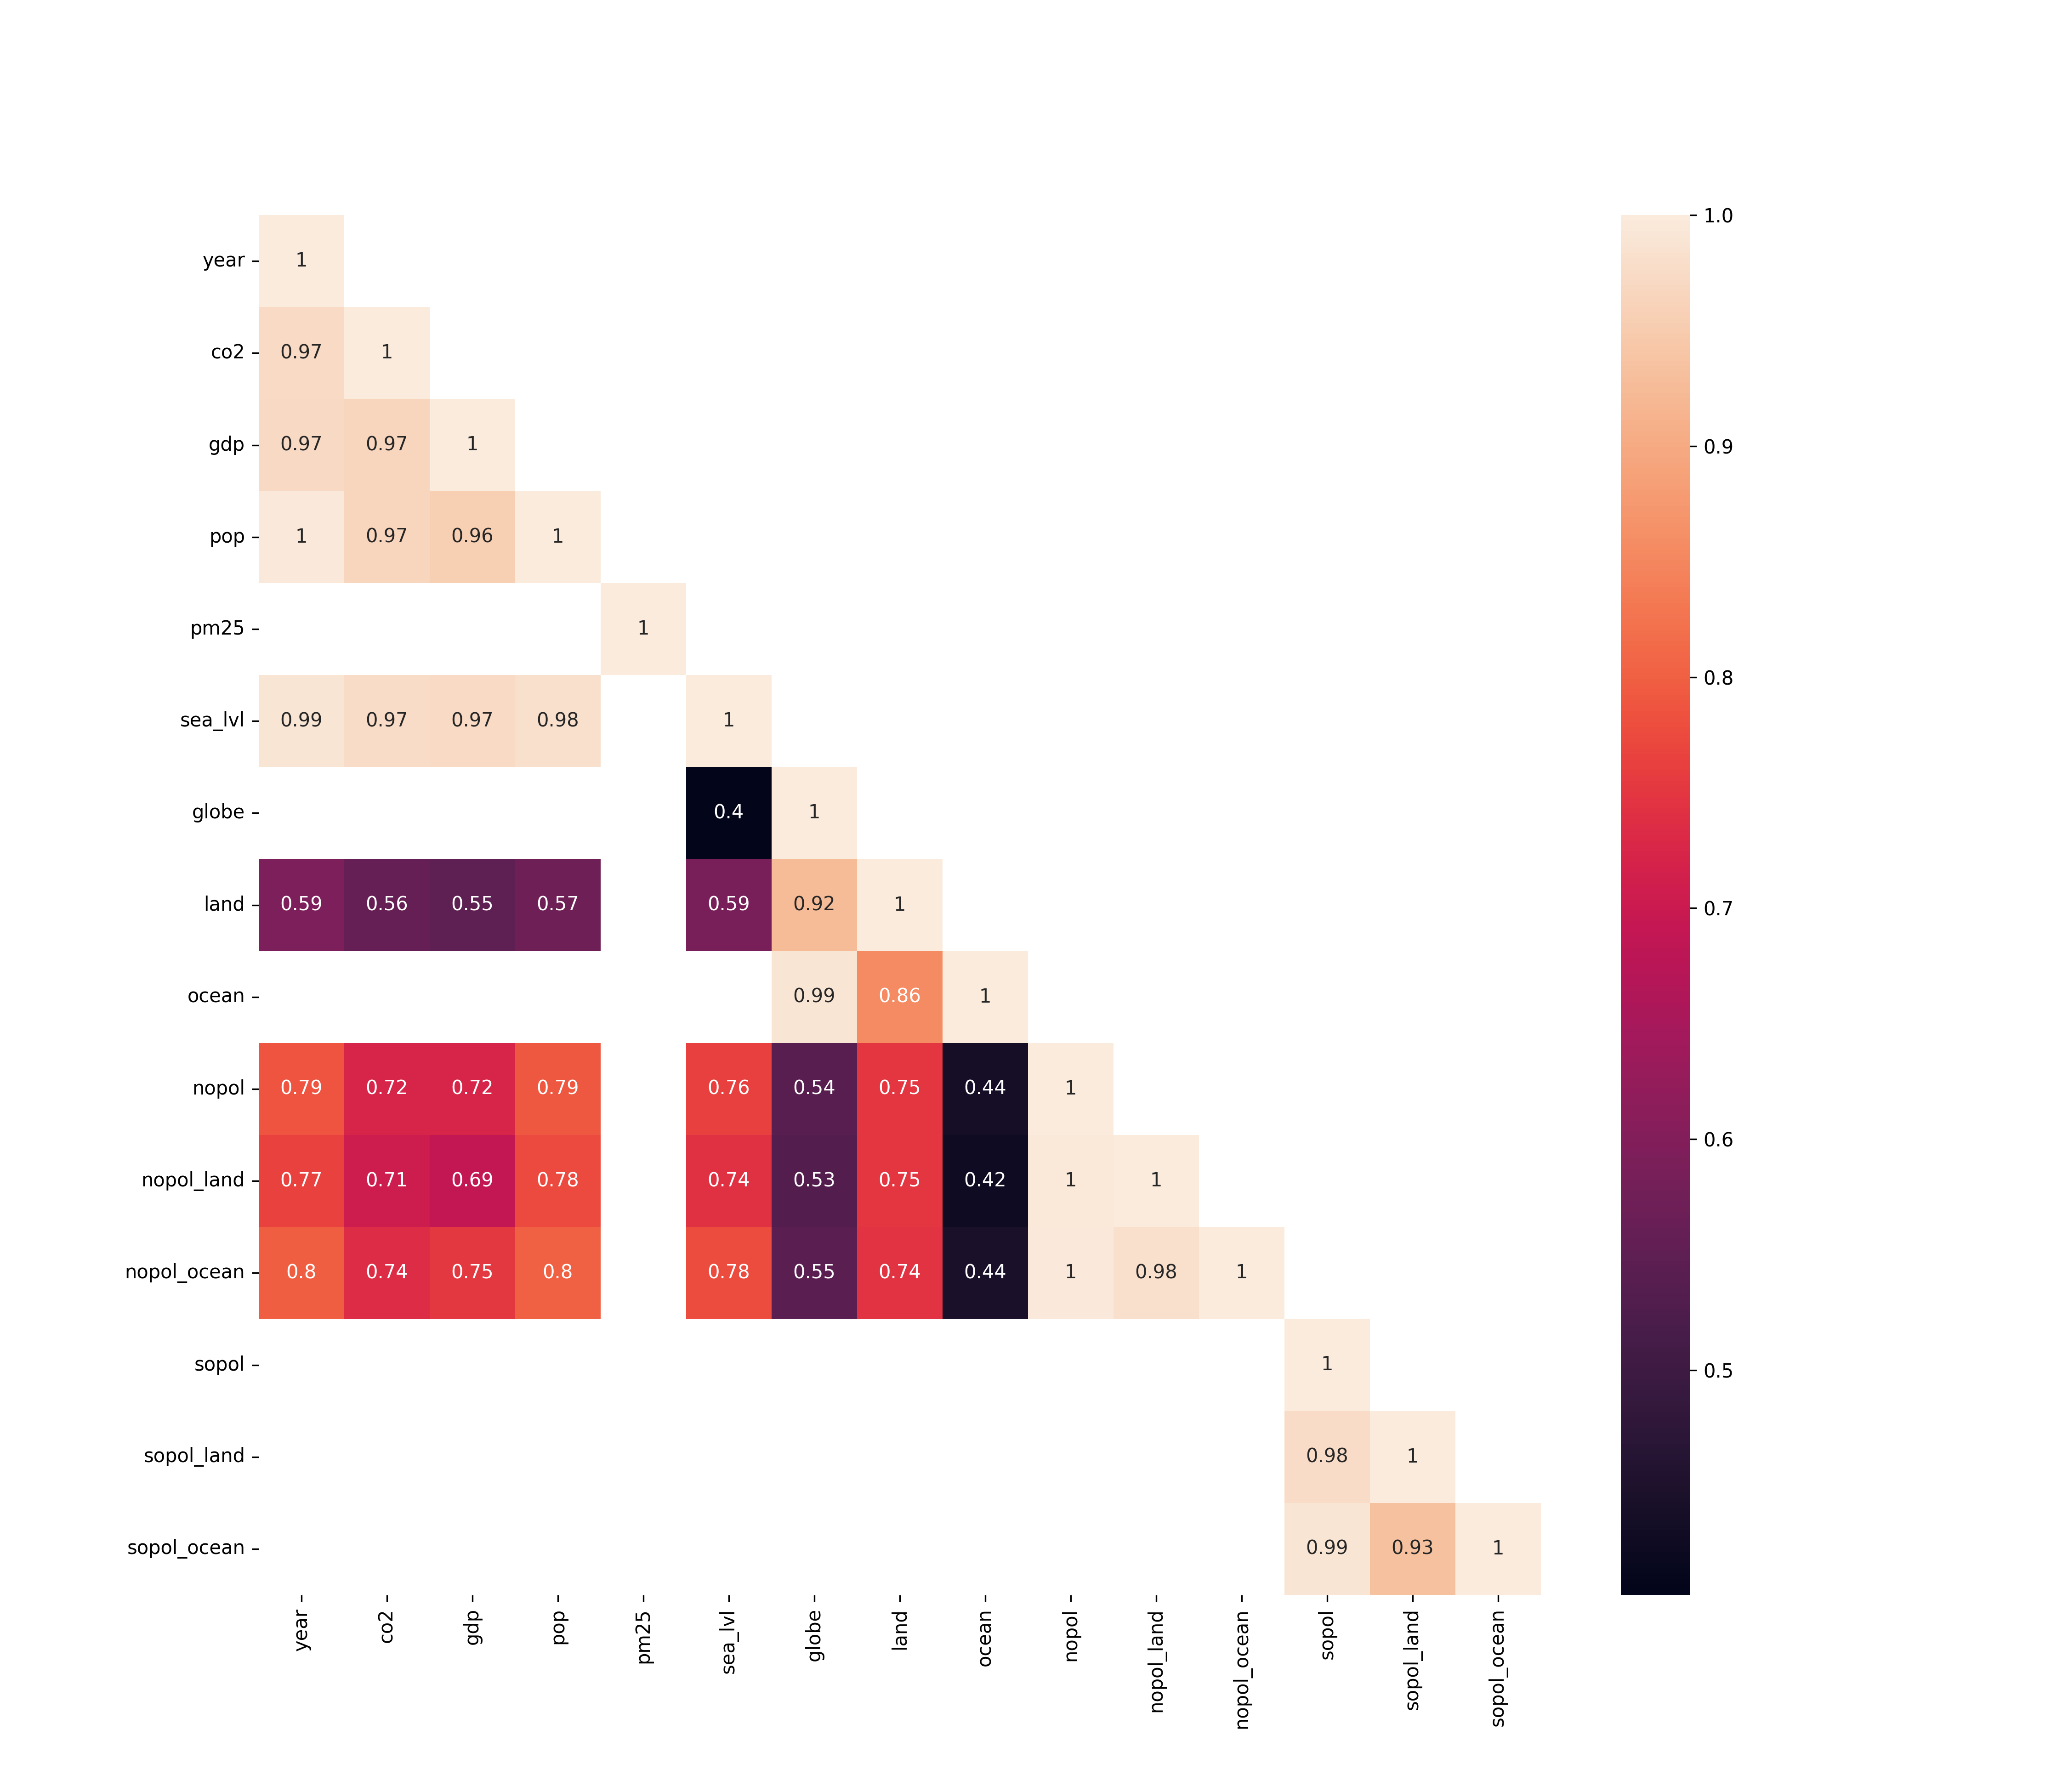 1.0
year 1
co2 0.97 1
gdp 0.97 0.97 1
0.9
pop 1 0.97 0.96 1
pm25 1
0.8
sea_lvl 0.99 0.97 0.97 0.98 1
globe 0.4 1
land 0.59 0.56 0.55 0.57 0.59 0.92 1
0.7
ocean 0.99 0.86 1
nopol 0.79 0.72 0.72 0.79 0.76 0.54 0.75 0.44 1
0.6
nopol_land 0.77 0.71 0.69 0.78 0.74 0.53 0.75 0.42 1 1
nopol_ocean 0.8 0.74 0.75 0.8 0.78 0.55 0.74 0.44 1 0.98 1
sopol 1
0.5
sopol_land 0.98 1
sopol_ocean 0.99 0.93 1
year co2 gdp pop pm25 sea_lvl globe land ocean nopol nopol_land nopol_ocean sopol sopol_land sopol_ocean